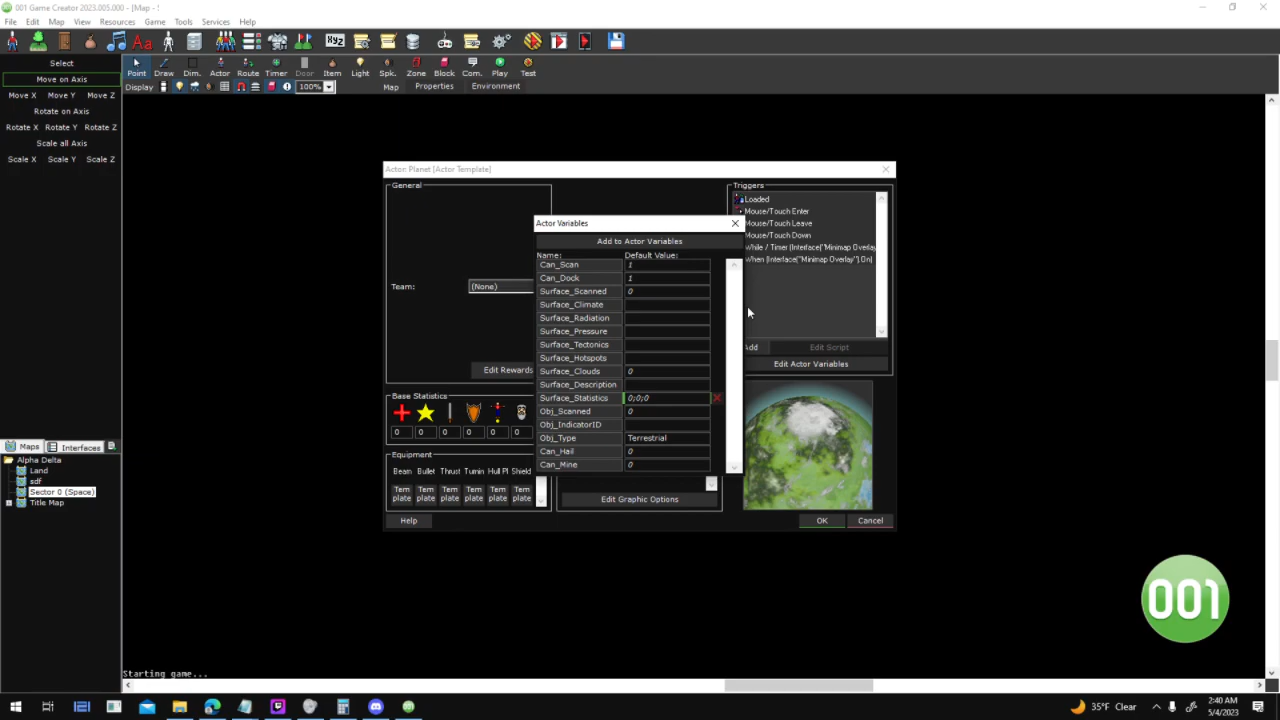 001 Game Creator 2023.005.000 - [Map - !
File Edit Map View Resources Game Tools Services Help
Select
Point Draw Dim. Actor Route Timer Door Item Light Spk. Zone Block Com. Play Test
Move on Axis
Display 100% Map Properties Environment
Move X Move Y Move Z
Rotate on Axis
Rotate X Rotate Y Rotate Z
Scale all Axis
Scale X Scale Y Scale Z
Actor: Planet [Actor Template]
General
Triggers
Loaded
Mouse/Touch Enter
Mouse/Touch Leave
Mouse/Touch Down
While / Timer (Interface("Minimap Overlay"
When (Interface("Minimap Overlay").On)
Team: (None)
Edit Rewards
Add Edit Script
Edit Actor Variables
Actor Variables
Add to Actor Variables
Name: Default Value:
Can_Scan 1
Can_Dock 1
Surface_Scanned 0
Surface_Climate
Surface_Radiation
Surface_Pressure
Surface_Tectonics
Surface_Hotspots
Surface_Clouds 0
Surface_Description
Surface_Statistics 0;0;0
Obj_Scanned 0
Obj_IndicatorID
Obj_Type Terrestrial
Can_Hail 0
Can_Mine 0
Base Statistics
0 0 0 0 0 0
Equipment
Beam Bullet Thrust Turnin Hull Pl Shield
Tem plate Tem plate Tem plate Tem plate Tem plate Tem plate
Edit Graphic Options
Help OK Cancel
Maps Interfaces
Alpha Delta
Land
sdf
Sector 0 (Space)
Title Map
001
Starting game...
35°F Clear
2:40 AM
5/4/2023